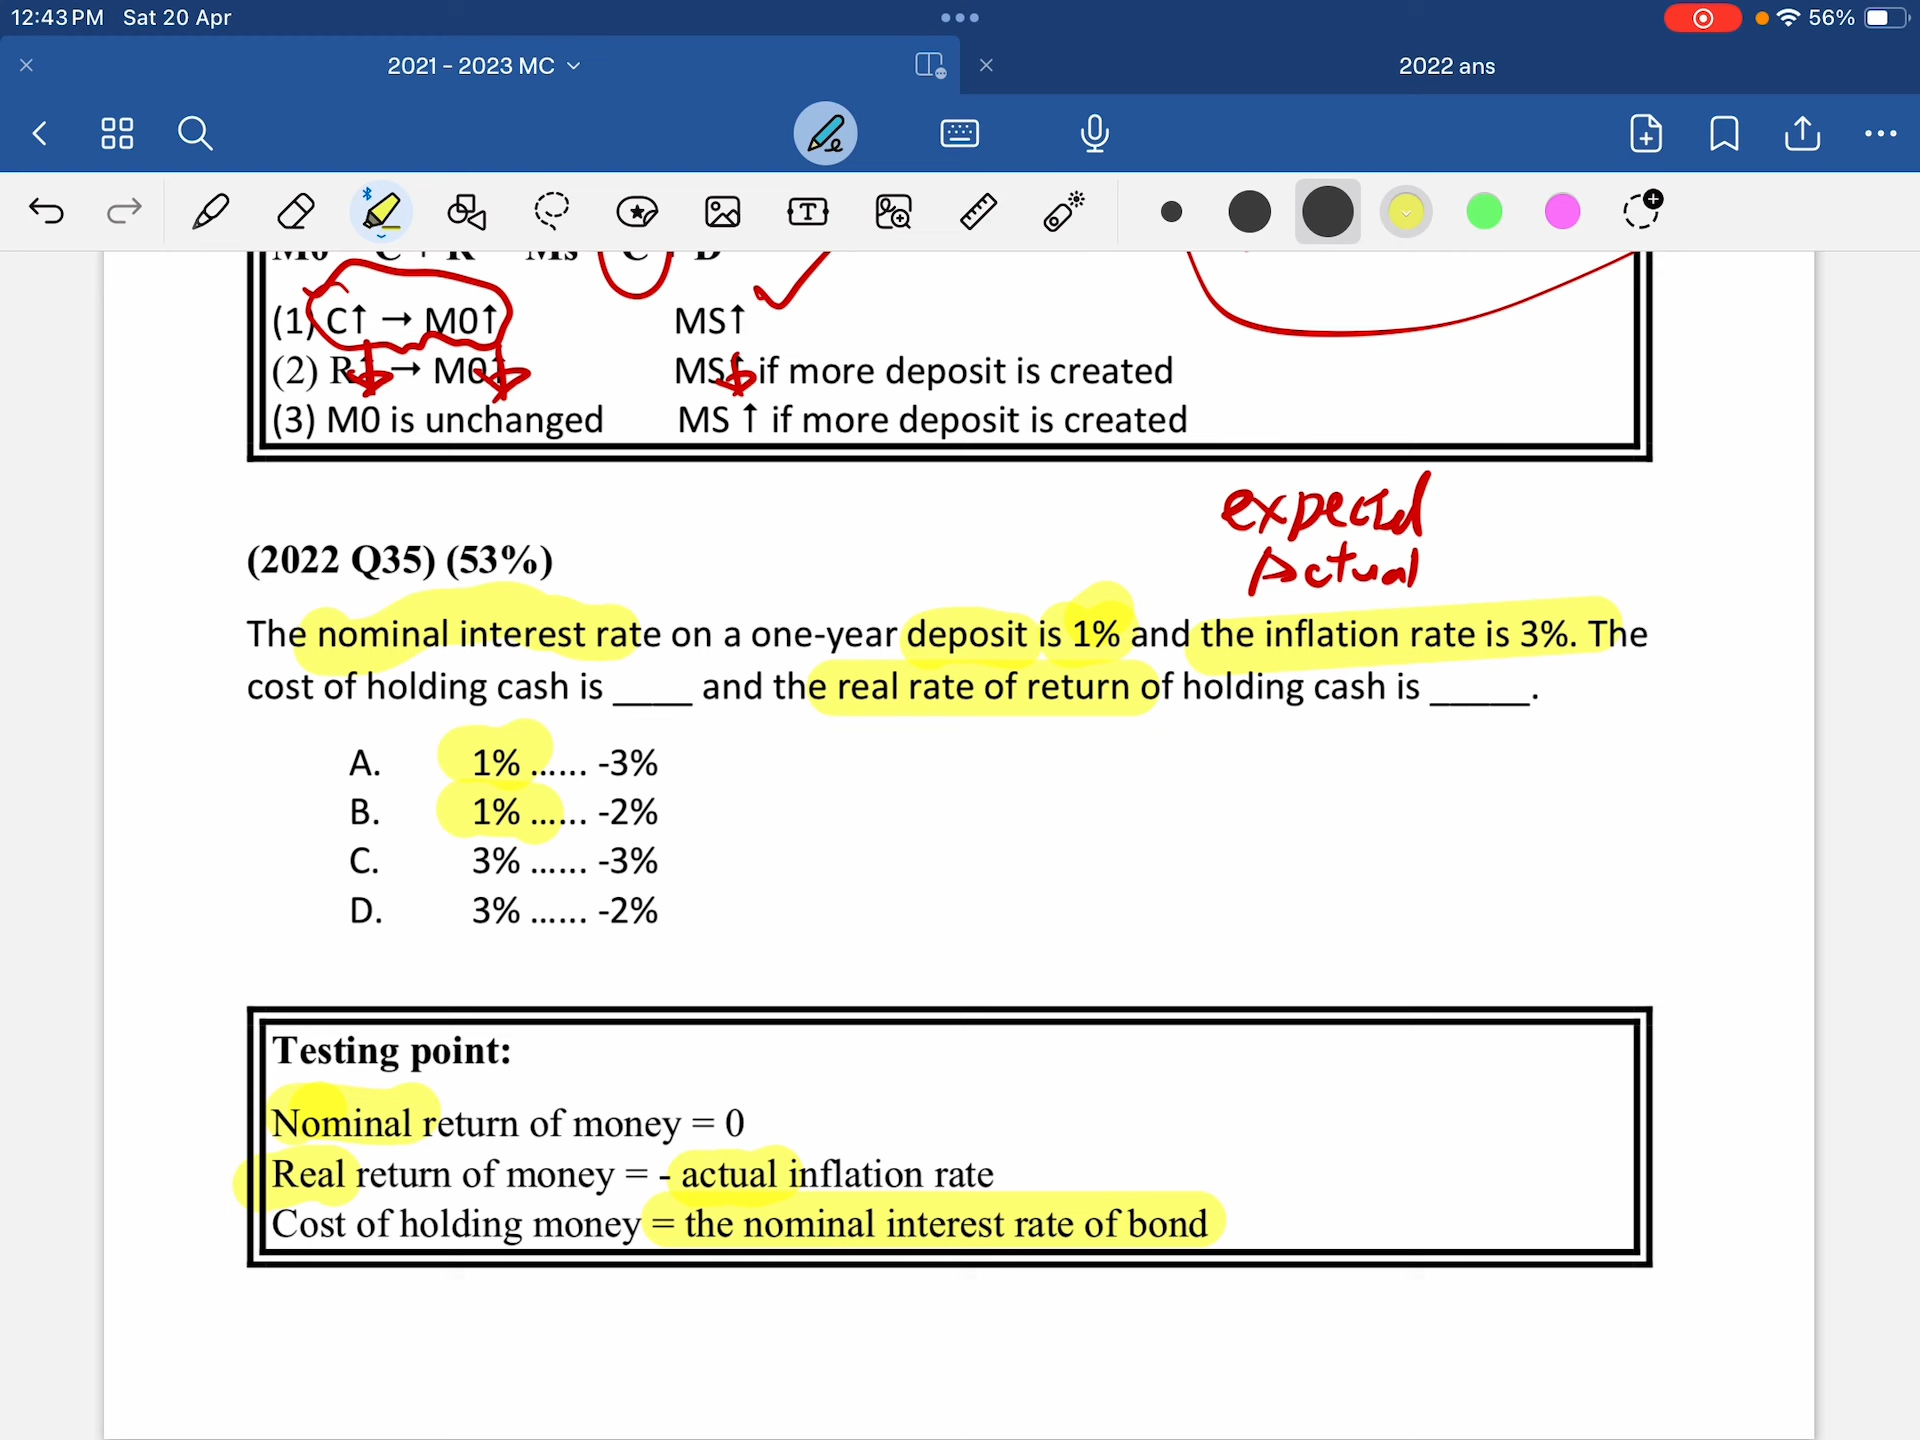 12:43 PM Sat 20 Apr
56%
2021 – 2023 MC
2022 ans
(1) C↑ → M0↑ MS↑
(2) R → M0 MS if more deposit is created
(3) M0 is unchanged MS ↑ if more deposit is created
expected
Actual
(2022 Q35) (53%)
The nominal interest rate on a one-year deposit is 1% and the inflation rate is 3%. The
cost of holding cash is ____ and the real rate of return of holding cash is _____.
A. 1% ...... -3%
B. 1% ...... -2%
C. 3% ...... -3%
D. 3% ...... -2%
Testing point:
Nominal return of money = 0
Real return of money = - actual inflation rate
Cost of holding money = the nominal interest rate of bond